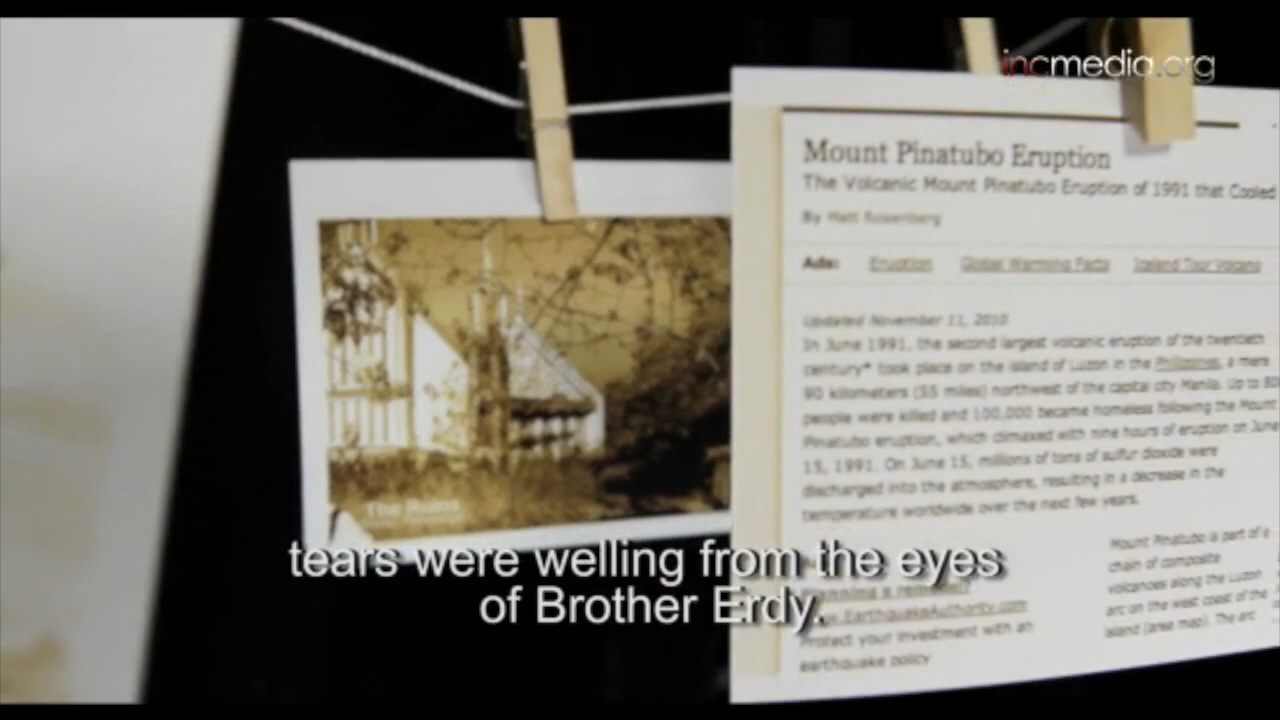 incmedia.org
Mount Pinatubo Eruption
The Volcanic Mount Pinatubo Eruption of 1991 that Cooled
By Matt Rosenberg
Ads: Eruption Global Warming Facts Iceland Tour Volcano
Updated November 11, 2010
In June 1991, the second largest volcanic eruption of the twentieth
century* took place on the island of Luzon in the Philippines, a mere
90 kilometers (55 miles) northwest of the capital city Manila. Up to 80
people were killed and 100,000 became homeless following the Mount
Pinatubo eruption, which climaxed with nine hours of eruption on June
15, 1991. On June 15, millions of tons of sulfur dioxide were
discharged into the atmosphere, resulting in a decrease in the
temperature worldwide over the next few years.
The Ruins
Mount Pinatubo is part of a
chain of composite
volcanoes along the Luzon
arc on the west coast of the
island (area map). The arc
EarthquakeAuthority.com
Protect your investment with an
earthquake policy
tears were welling from the eyes
of Brother Erdy.